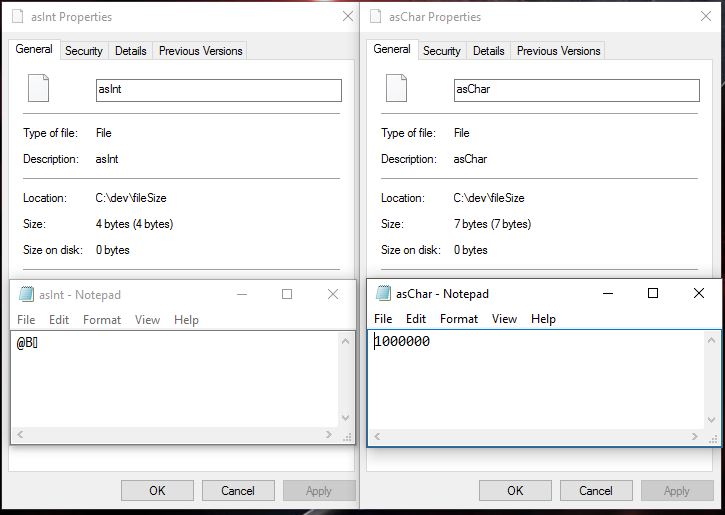 asInt Properties
General Security Details Previous Versions
asInt
Type of file: File
Description: asInt
Location: C:\dev\fileSize
Size: 4 bytes (4 bytes)
Size on disk: 0 bytes
asInt - Notepad
File Edit Format View Help
@B▯
OK Cancel Apply
asChar Properties
General Security Details Previous Versions
asChar
Type of file: File
Description: asChar
Location: C:\dev\fileSize
Size: 7 bytes (7 bytes)
Size on disk: 0 bytes
asChar - Notepad
File Edit Format View Help
1000000
OK Cancel Apply